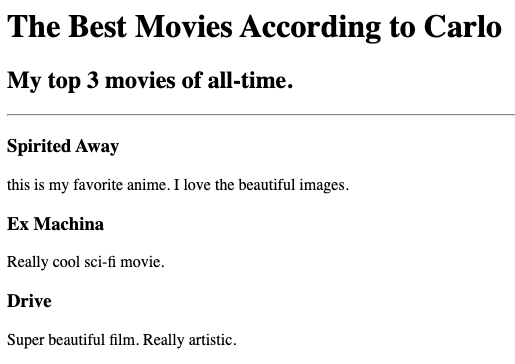 The Best Movies According to Carlo
My top 3 movies of all-time.
Spirited Away
this is my favorite anime. I love the beautiful images.
Ex Machina
Really cool sci-fi movie.
Drive
Super beautiful film. Really artistic.